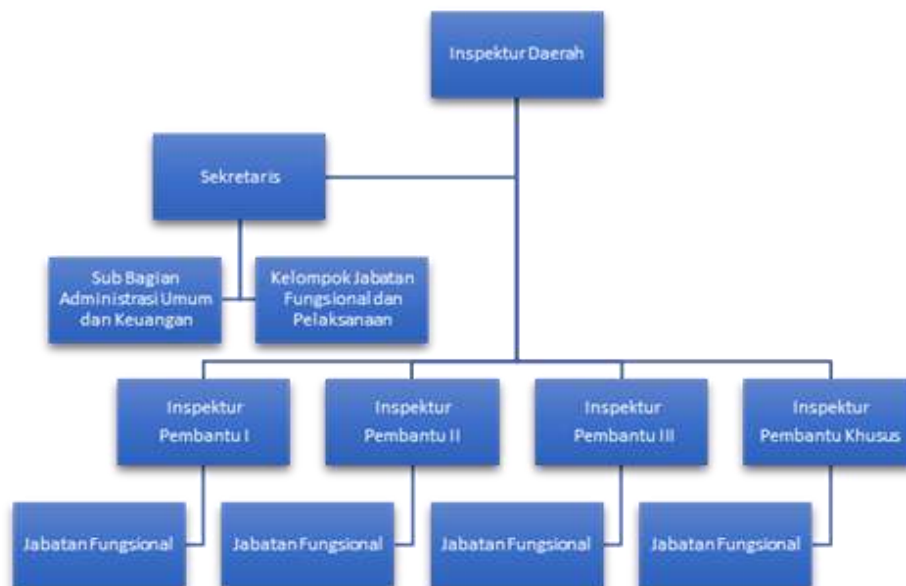 Inspektur Daerah
Sekretaris
Sub Bagian
Administrasi Umum
dan Keuangan
Kelompok Jabatan
Fungsional dan
Pelaksanaan
Inspektur
Pembantu I
Inspektur
Pembantu II
Inspektur
Pembantu III
Inspektur
Pembantu Khusus
Jabatan Fungsional
Jabatan Fungsional
Jabatan Fungsional
Jabatan Fungsional